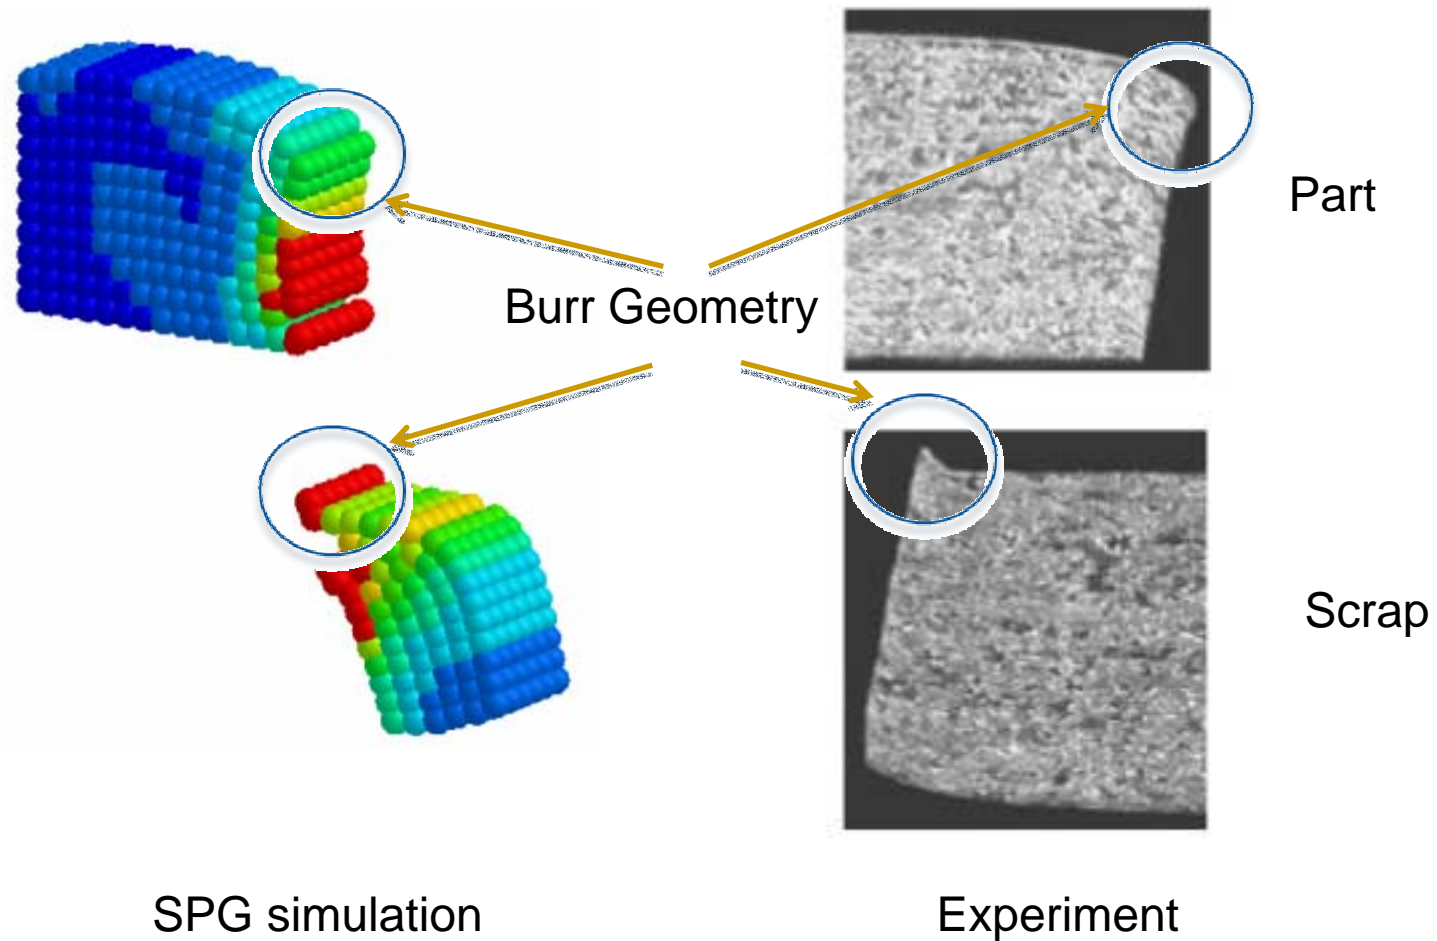 Part
Burr Geometry
Scrap
SPG simulation
Experiment